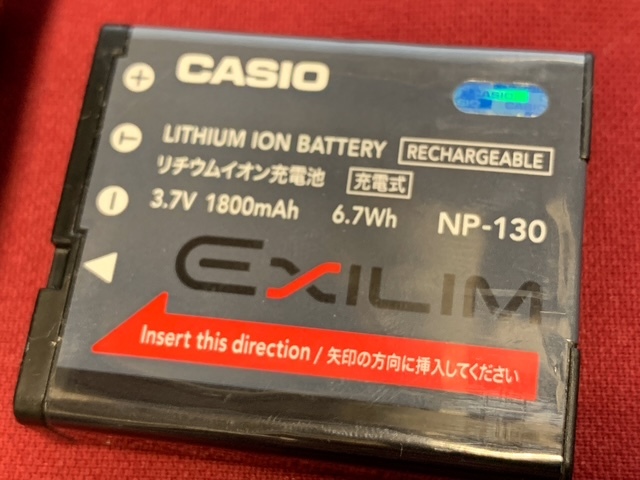 CASIO
CASIO
LITHIUM ION BATTERY RECHARGEABLE
リチウムイオン充電池 充電式
3.7V 1800mAh 6.7Wh NP-130
EXILIM
Insert this direction / 矢印の方向に挿入してください